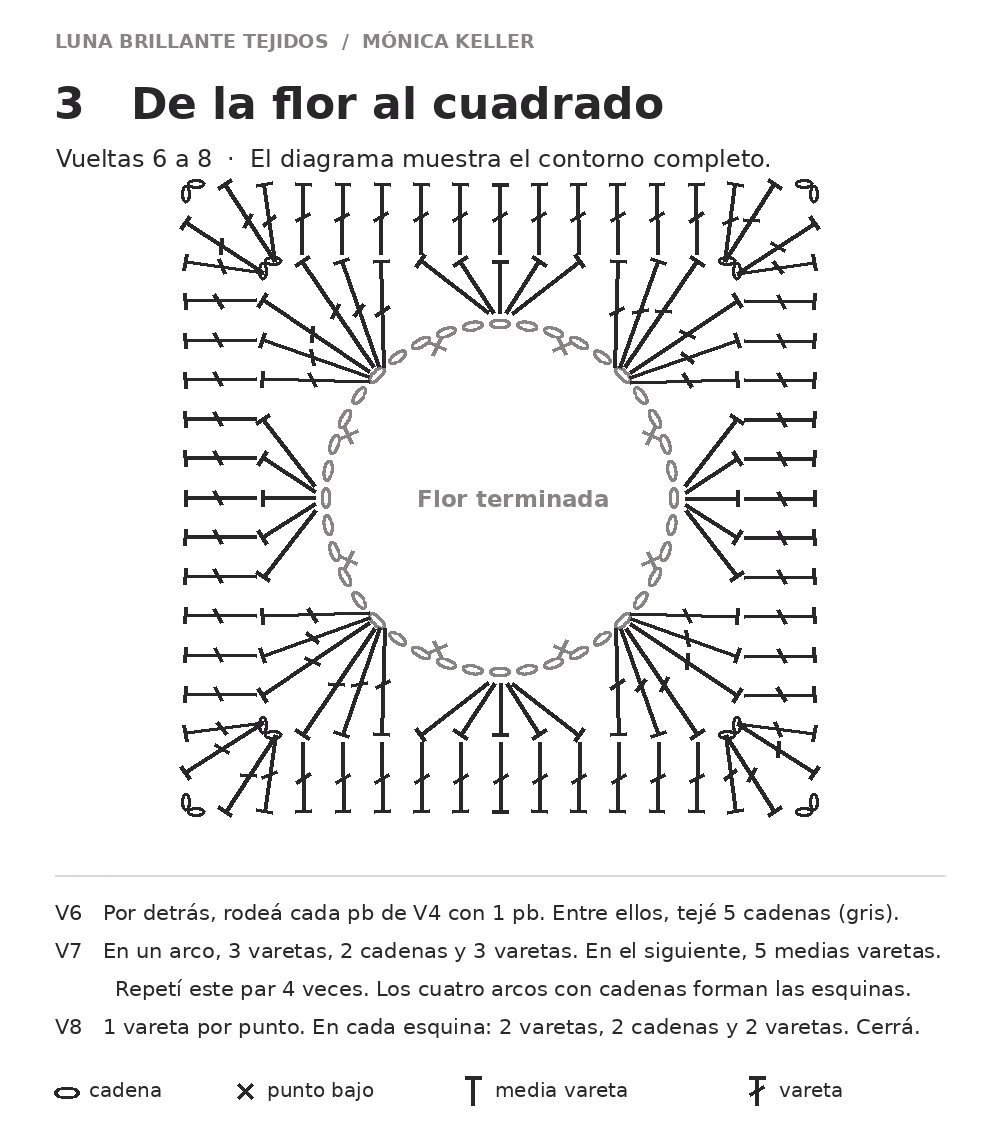 LUNA BRILLANTE TEJIDOS / MÓNICA KELLER
3 De la flor al cuadrado
Vueltas 6 a 8 · El diagrama muestra el contorno completo.
Flor terminada
V6 Por detrás, rodeá cada pb de V4 con 1 pb. Entre ellos, tejé 5 cadenas (gris).
V7 En un arco, 3 varetas, 2 cadenas y 3 varetas. En el siguiente, 5 medias varetas.
Repetí este par 4 veces. Los cuatro arcos con cadenas forman las esquinas.
V8 1 vareta por punto. En cada esquina: 2 varetas, 2 cadenas y 2 varetas. Cerrá.
cadena punto bajo media vareta vareta